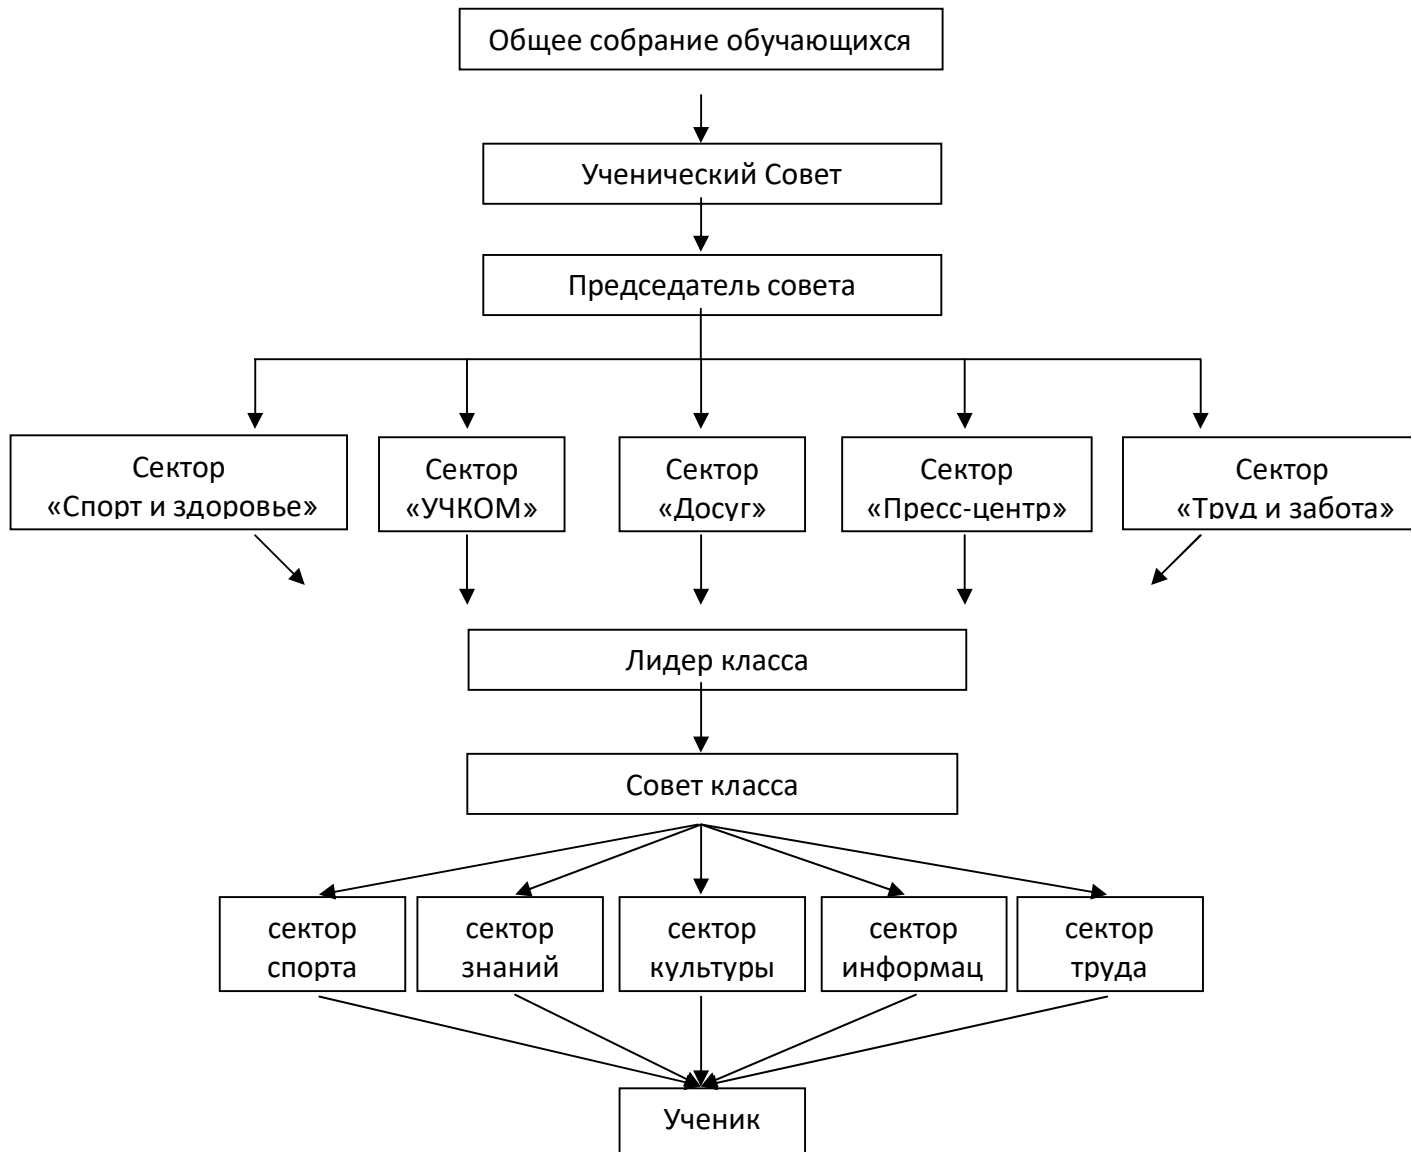 Общее собрание обучающихся
Ученический Совет
Председатель совета
Сектор
«Спорт и здоровье»
Сектор
«УЧКОМ»
Сектор
«Досуг»
Сектор
«Пресс-центр»
Сектор
«Труд и забота»
Лидер класса
Совет класса
сектор
спорта
сектор
знаний
сектор
культуры
сектор
информац
сектор
труда
Ученик